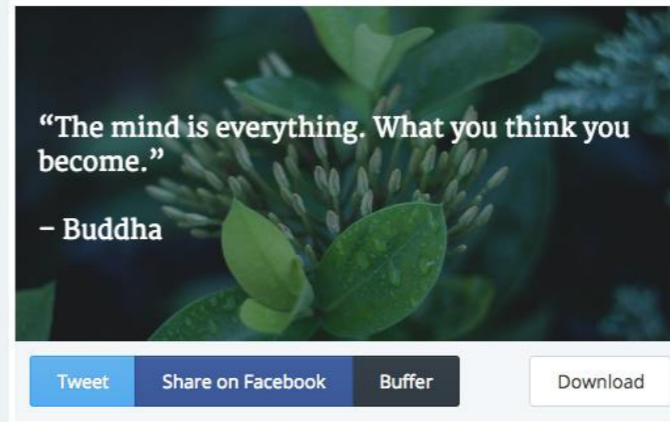 “The mind is everything. What you think you
become.”
– Buddha
Tweet Share on Facebook Buffer Download